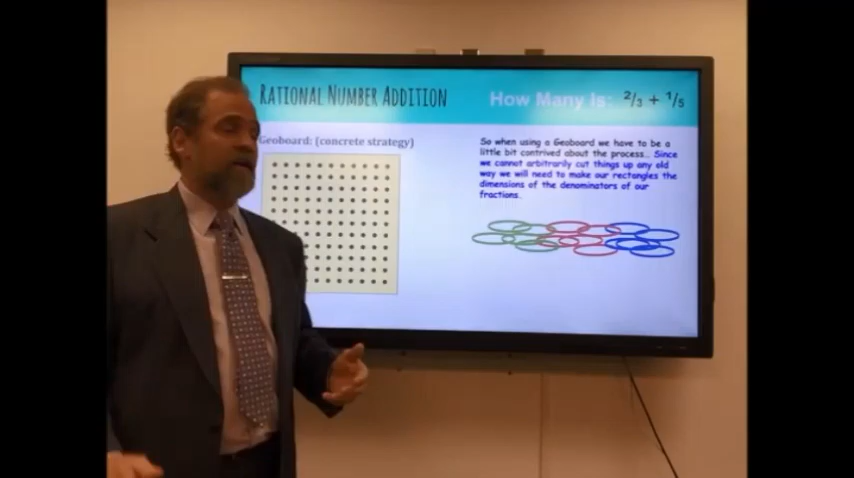 RATIONAL NUMBER ADDITION
How Many Is: 2/3 + 1/5
Geoboard: (concrete strategy)
So when using a Geoboard we have to be a
little bit contrived about the process... Since
we cannot arbitrarily cut things up any old
way we will need to make our rectangles the
dimensions of the denominators of our
fractions.